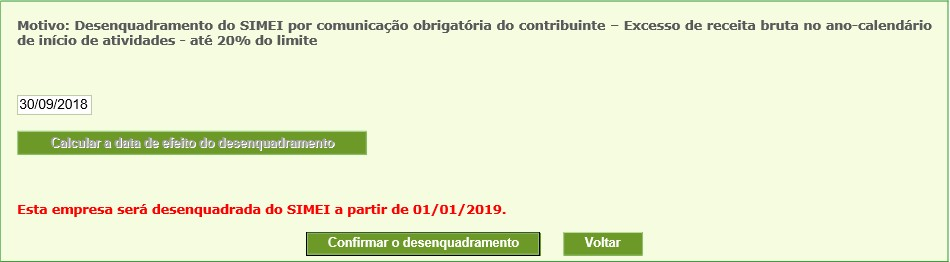 Motivo: Desenquadramento do SIMEI por comunicação obrigatória do contribuinte – Excesso de receita bruta no ano-calendário
de início de atividades - até 20% do limite
30/09/2018
Calcular a data de efeito do desenquadramento
Esta empresa será desenquadrada do SIMEI a partir de 01/01/2019.
Confirmar o desenquadramento Voltar